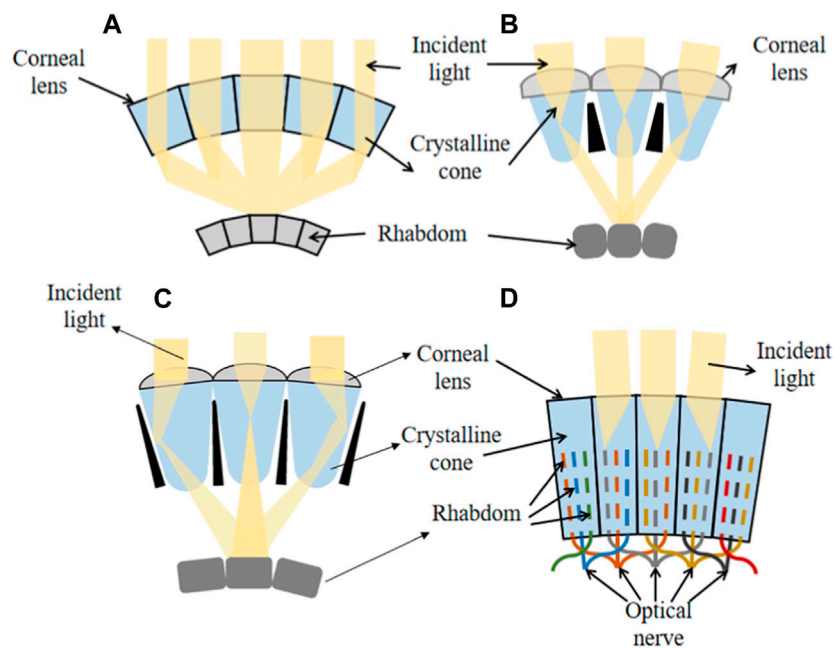 A
Incident
light
B
Corneal
lens
Corneal
lens
Crystalline
cone
Rhabdom
Incident
light
C
D
Corneal
lens
Incident
light
Crystalline
cone
Rhabdom
Optical
nerve